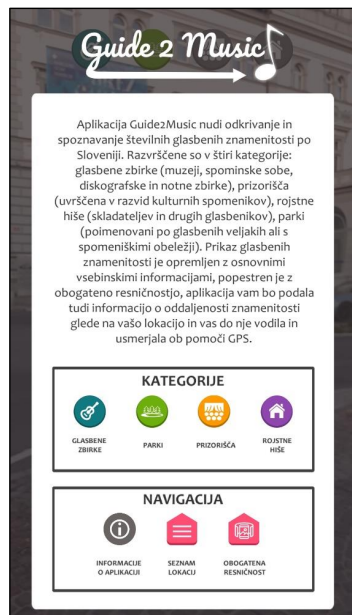 Guide 2 Music
Aplikacija Guide2Music nudi odkrivanje in
spoznavanje številnih glasbenih znamenitosti po
Sloveniji. Razvrščene so v štiri kategorije:
glasbene zbirke (muzeji, spominske sobe,
diskografske in notne zbirke), prizorišča
(uvrščena v razvid kulturnih spomenikov), rojstne
hiše (skladateljev in drugih glasbenikov), parki
(poimenovani po glasbenih veljakih ali s
spomeniškimi obeležji). Prikaz glasbenih
znamenitosti je opremljen z osnovnimi
vsebinskimi informacijami, popestren je z
obogateno resničnostjo, aplikacija vam bo podala
tudi informacijo o oddaljenosti znamenitosti
glede na vašo lokacijo in vas do nje vodila in
usmerjala ob pomoči GPS.
KATEGORIJE
GLASBENE
ZBIRKE
PARKI
PRIZORIŠČA
ROJSTNE
HIŠE
NAVIGACIJA
INFORMACIJE
O APLIKACIJI
SEZNAM
LOKACIJ
OBOGATENA
RESNIČNOST